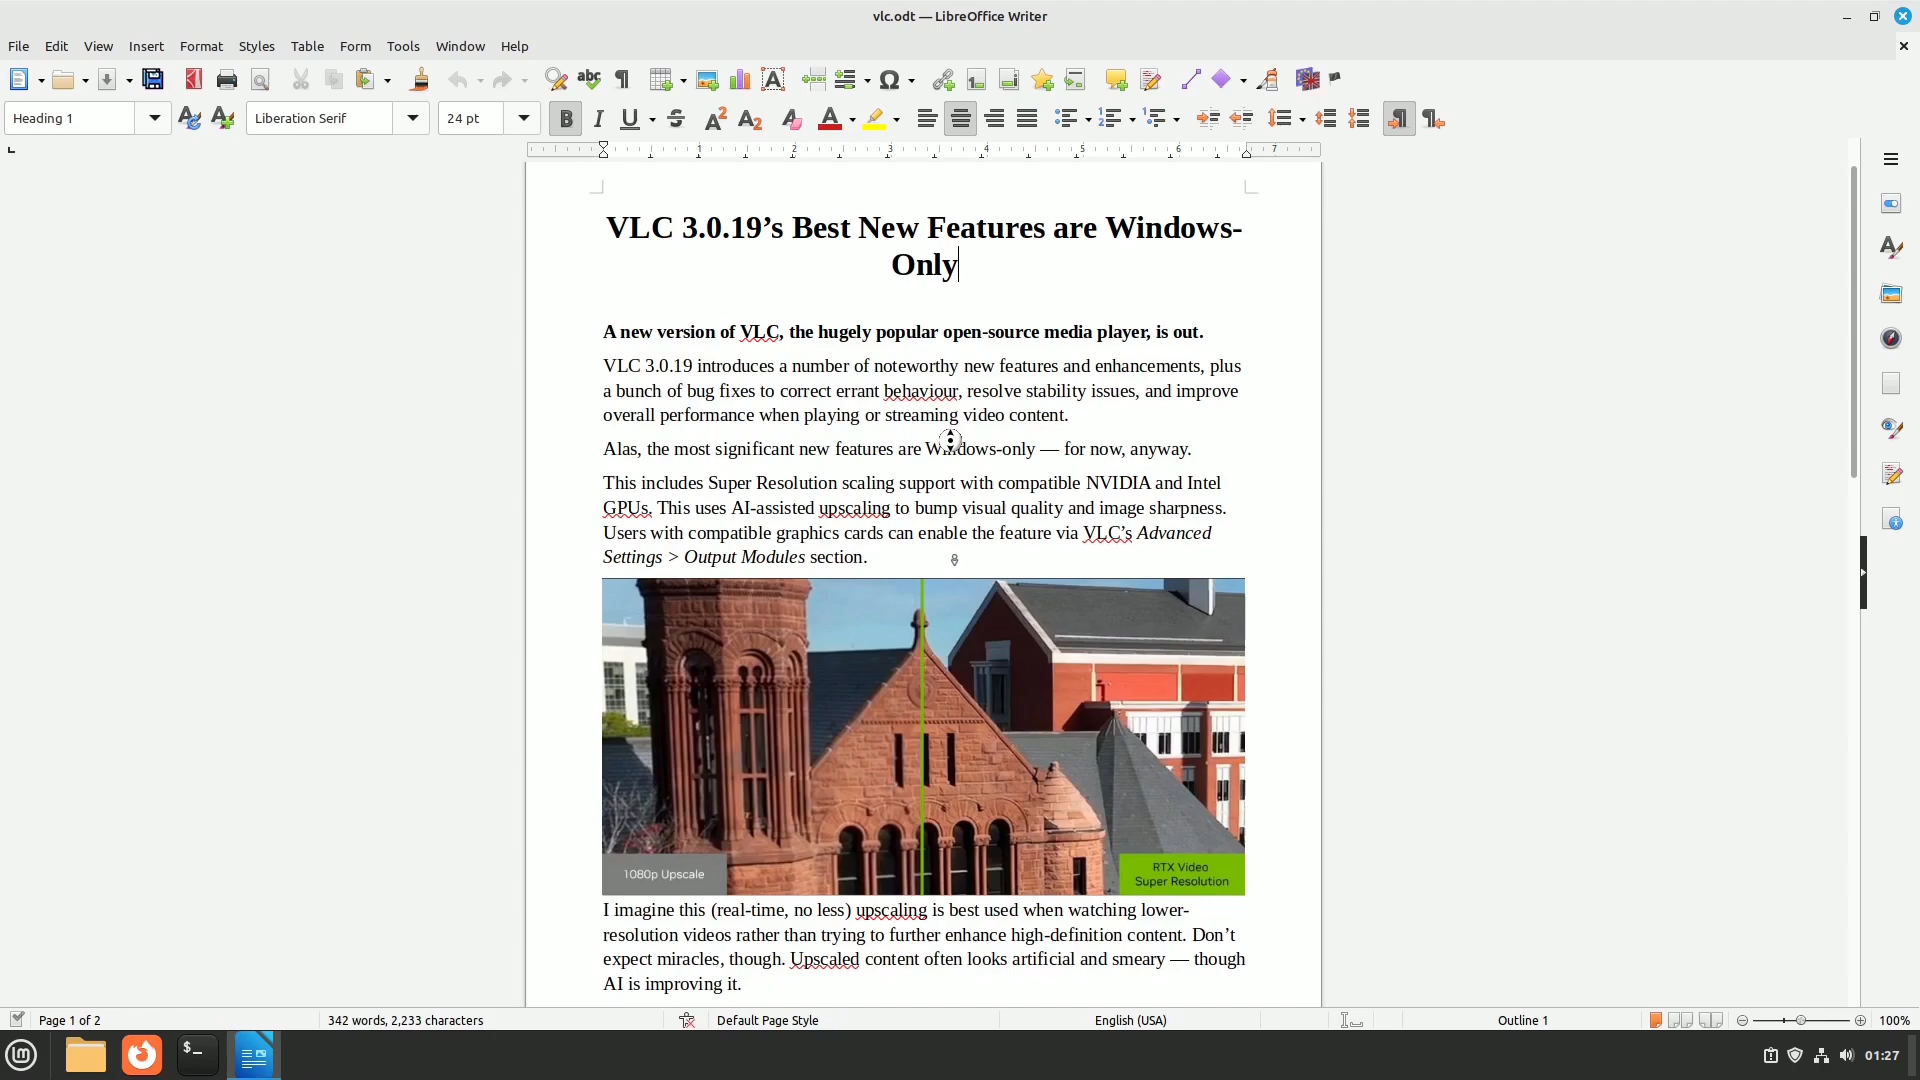 vlc.odt — LibreOffice Writer
File Edit View Insert Format Styles Table Form Tools Window Help
Heading 1 Liberation Serif 24 pt
1 2 3 4 5 6 7
VLC 3.0.19’s Best New Features are Windows-
Only
A new version of VLC, the hugely popular open-source media player, is out.
VLC 3.0.19 introduces a number of noteworthy new features and enhancements, plus
a bunch of bug fixes to correct errant behaviour, resolve stability issues, and improve
overall performance when playing or streaming video content.
Alas, the most significant new features are Windows-only — for now, anyway.
This includes Super Resolution scaling support with compatible NVIDIA and Intel
GPUs. This uses AI-assisted upscaling to bump visual quality and image sharpness.
Users with compatible graphics cards can enable the feature via VLC’s Advanced
Settings > Output Modules section.
1080p Upscale
RTX Video
Super Resolution
I imagine this (real-time, no less) upscaling is best used when watching lower-
resolution videos rather than trying to further enhance high-definition content. Don’t
expect miracles, though. Upscaled content often looks artificial and smeary — though
AI is improving it.
Page 1 of 2 342 words, 2,233 characters Default Page Style English (USA) Outline 1 100%
01:27